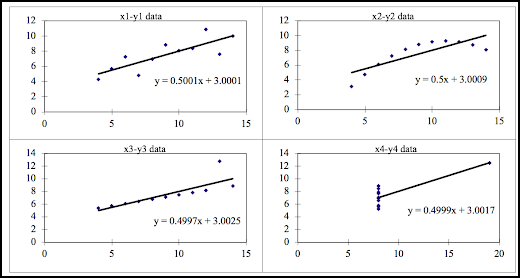 x1-y1 data
12
10
8
6
4
2
0
y = 0.5001x + 3.0001
0 5 10 15
x2-y2 data
12
10
8
6
4
2
0
y = 0.5x + 3.0009
0 5 10 15
x3-y3 data
14
12
10
8
6
4
2
0
y = 0.4997x + 3.0025
0 5 10 15
x4-y4 data
14
12
10
8
6
4
2
0
y = 0.4999x + 3.0017
0 5 10 15 20